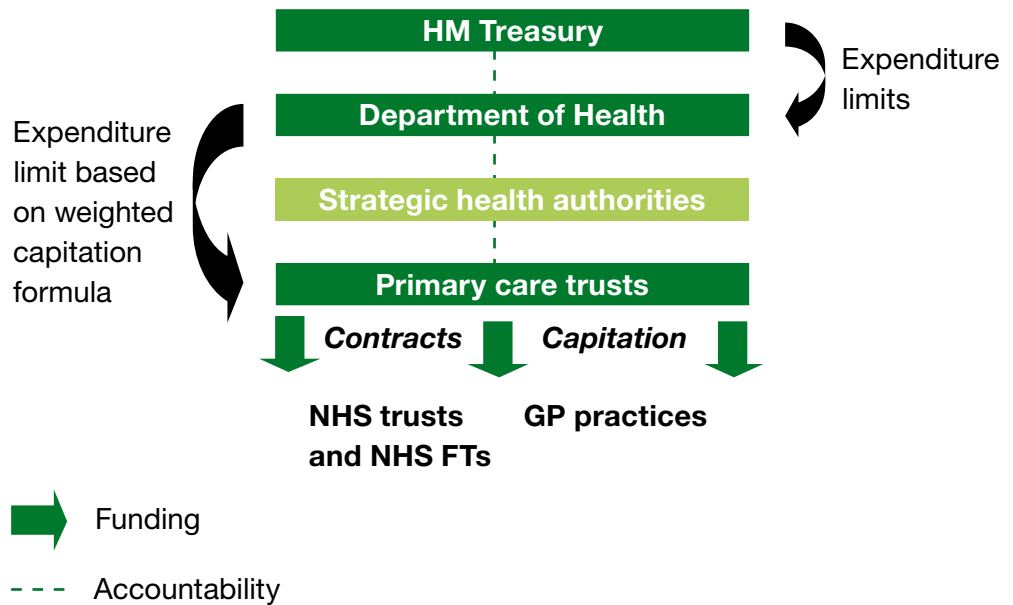 HM Treasury
Expenditure
limits
Department of Health
Expenditure
limit based
on weighted
capitation
formula
Strategic health authorities
Primary care trusts
Contracts
Capitation
NHS trusts
and NHS FTs
GP practices
Funding
Accountability